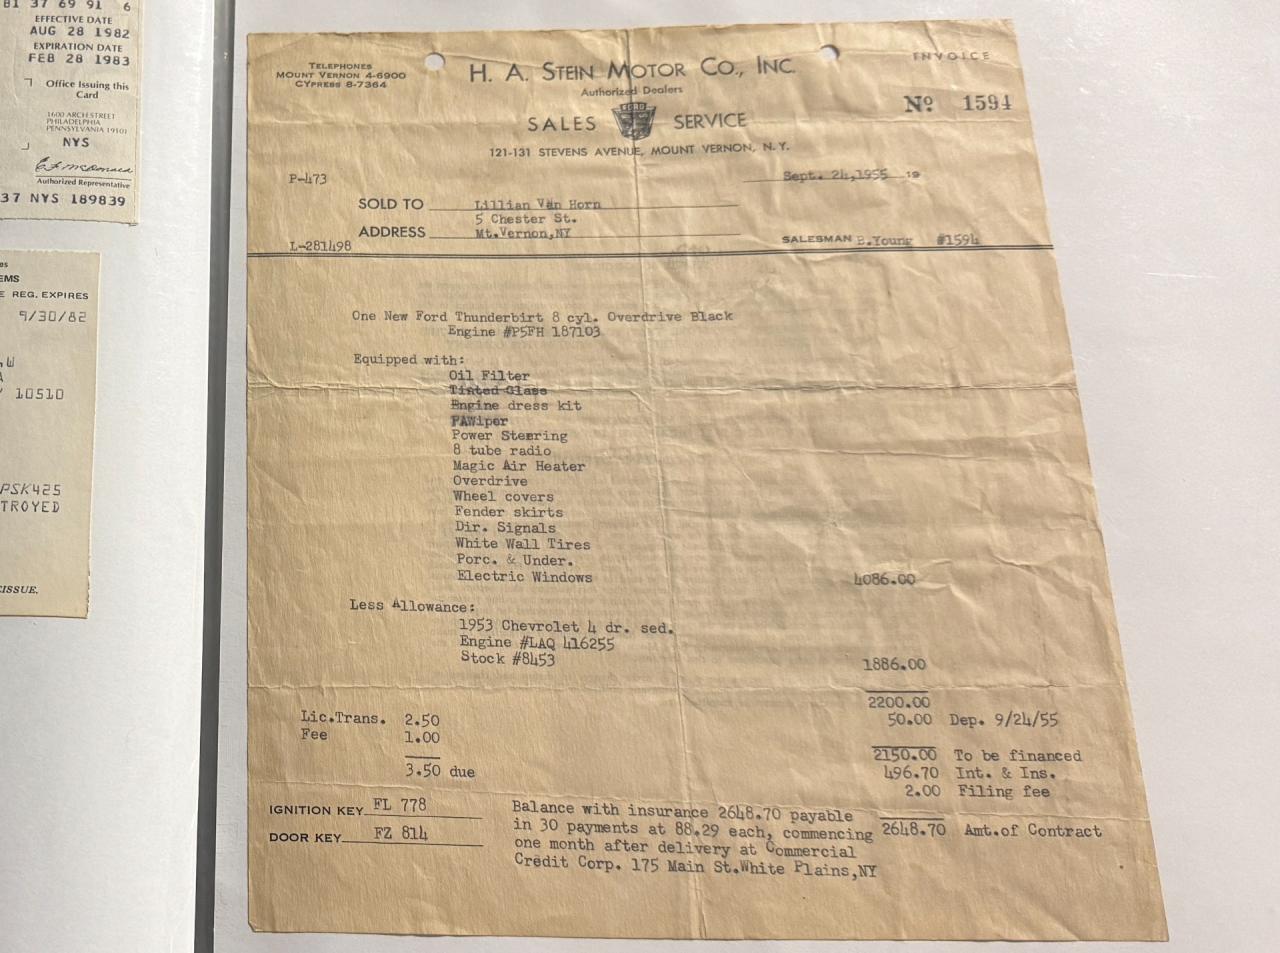 81 37 69 91 6
EFFECTIVE DATE
AUG 28 1982
EXPIRATION DATE
FEB 28 1983
Office Issuing this
Card
1600 ARCH STREET
PHILADELPHIA
PENNSYLVANIA 19101
NYS
Authorized Representative
37 NYS 189839
EMS
E REG. EXPIRES
9/30/82
W
A
10510
PSK425
TROYED
ISSUE.
TELEPHONES
MOUNT VERNON 4-6900
CYPRESS 8-7364
H. A. STEIN MOTOR CO., INC.
Authorized Dealers
FORD
SALES SERVICE
121-131 STEVENS AVENUE, MOUNT VERNON, N. Y.
INVOICE
No 1594
P-473
Sept. 24,1955 19
SOLD TO Lillian Van Horn
5 Chester St.
ADDRESS Mt.Vernon,NY
L-281498
SALESMAN B.Young #1594
One New Ford Thunderbirt 8 cyl. Overdrive Black
Engine #P5FH 187103
Equipped with:
Oil Filter
Tinted Glass
Engine dress kit
PAWiper
Power Steering
8 tube radio
Magic Air Heater
Overdrive
Wheel covers
Fender skirts
Dir. Signals
White Wall Tires
Porc. & Under.
Electric Windows 4086.00
Less Allowance:
1953 Chevrolet 4 dr. sed.
Engine #LAQ 416255
Stock #8453 1886.00
2200.00
Lic.Trans. 2.50 50.00 Dep. 9/24/55
Fee 1.00
2150.00 To be financed
3.50 due 496.70 Int. & Ins.
2.00 Filing fee
IGNITION KEY FL 778
DOOR KEY FZ 814
Balance with insurance 2648.70 payable
in 30 payments at 88.29 each, commencing 2648.70 Amt.of Contract
one month after delivery at Commercial
Credit Corp. 175 Main St.White Plains,NY